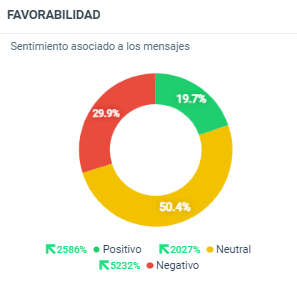 FAVORABILIDAD
Sentimiento asociado a los mensajes
19.7%
29.9%
50.4%
2586% Positivo 2027% Neutral
5232% Negativo